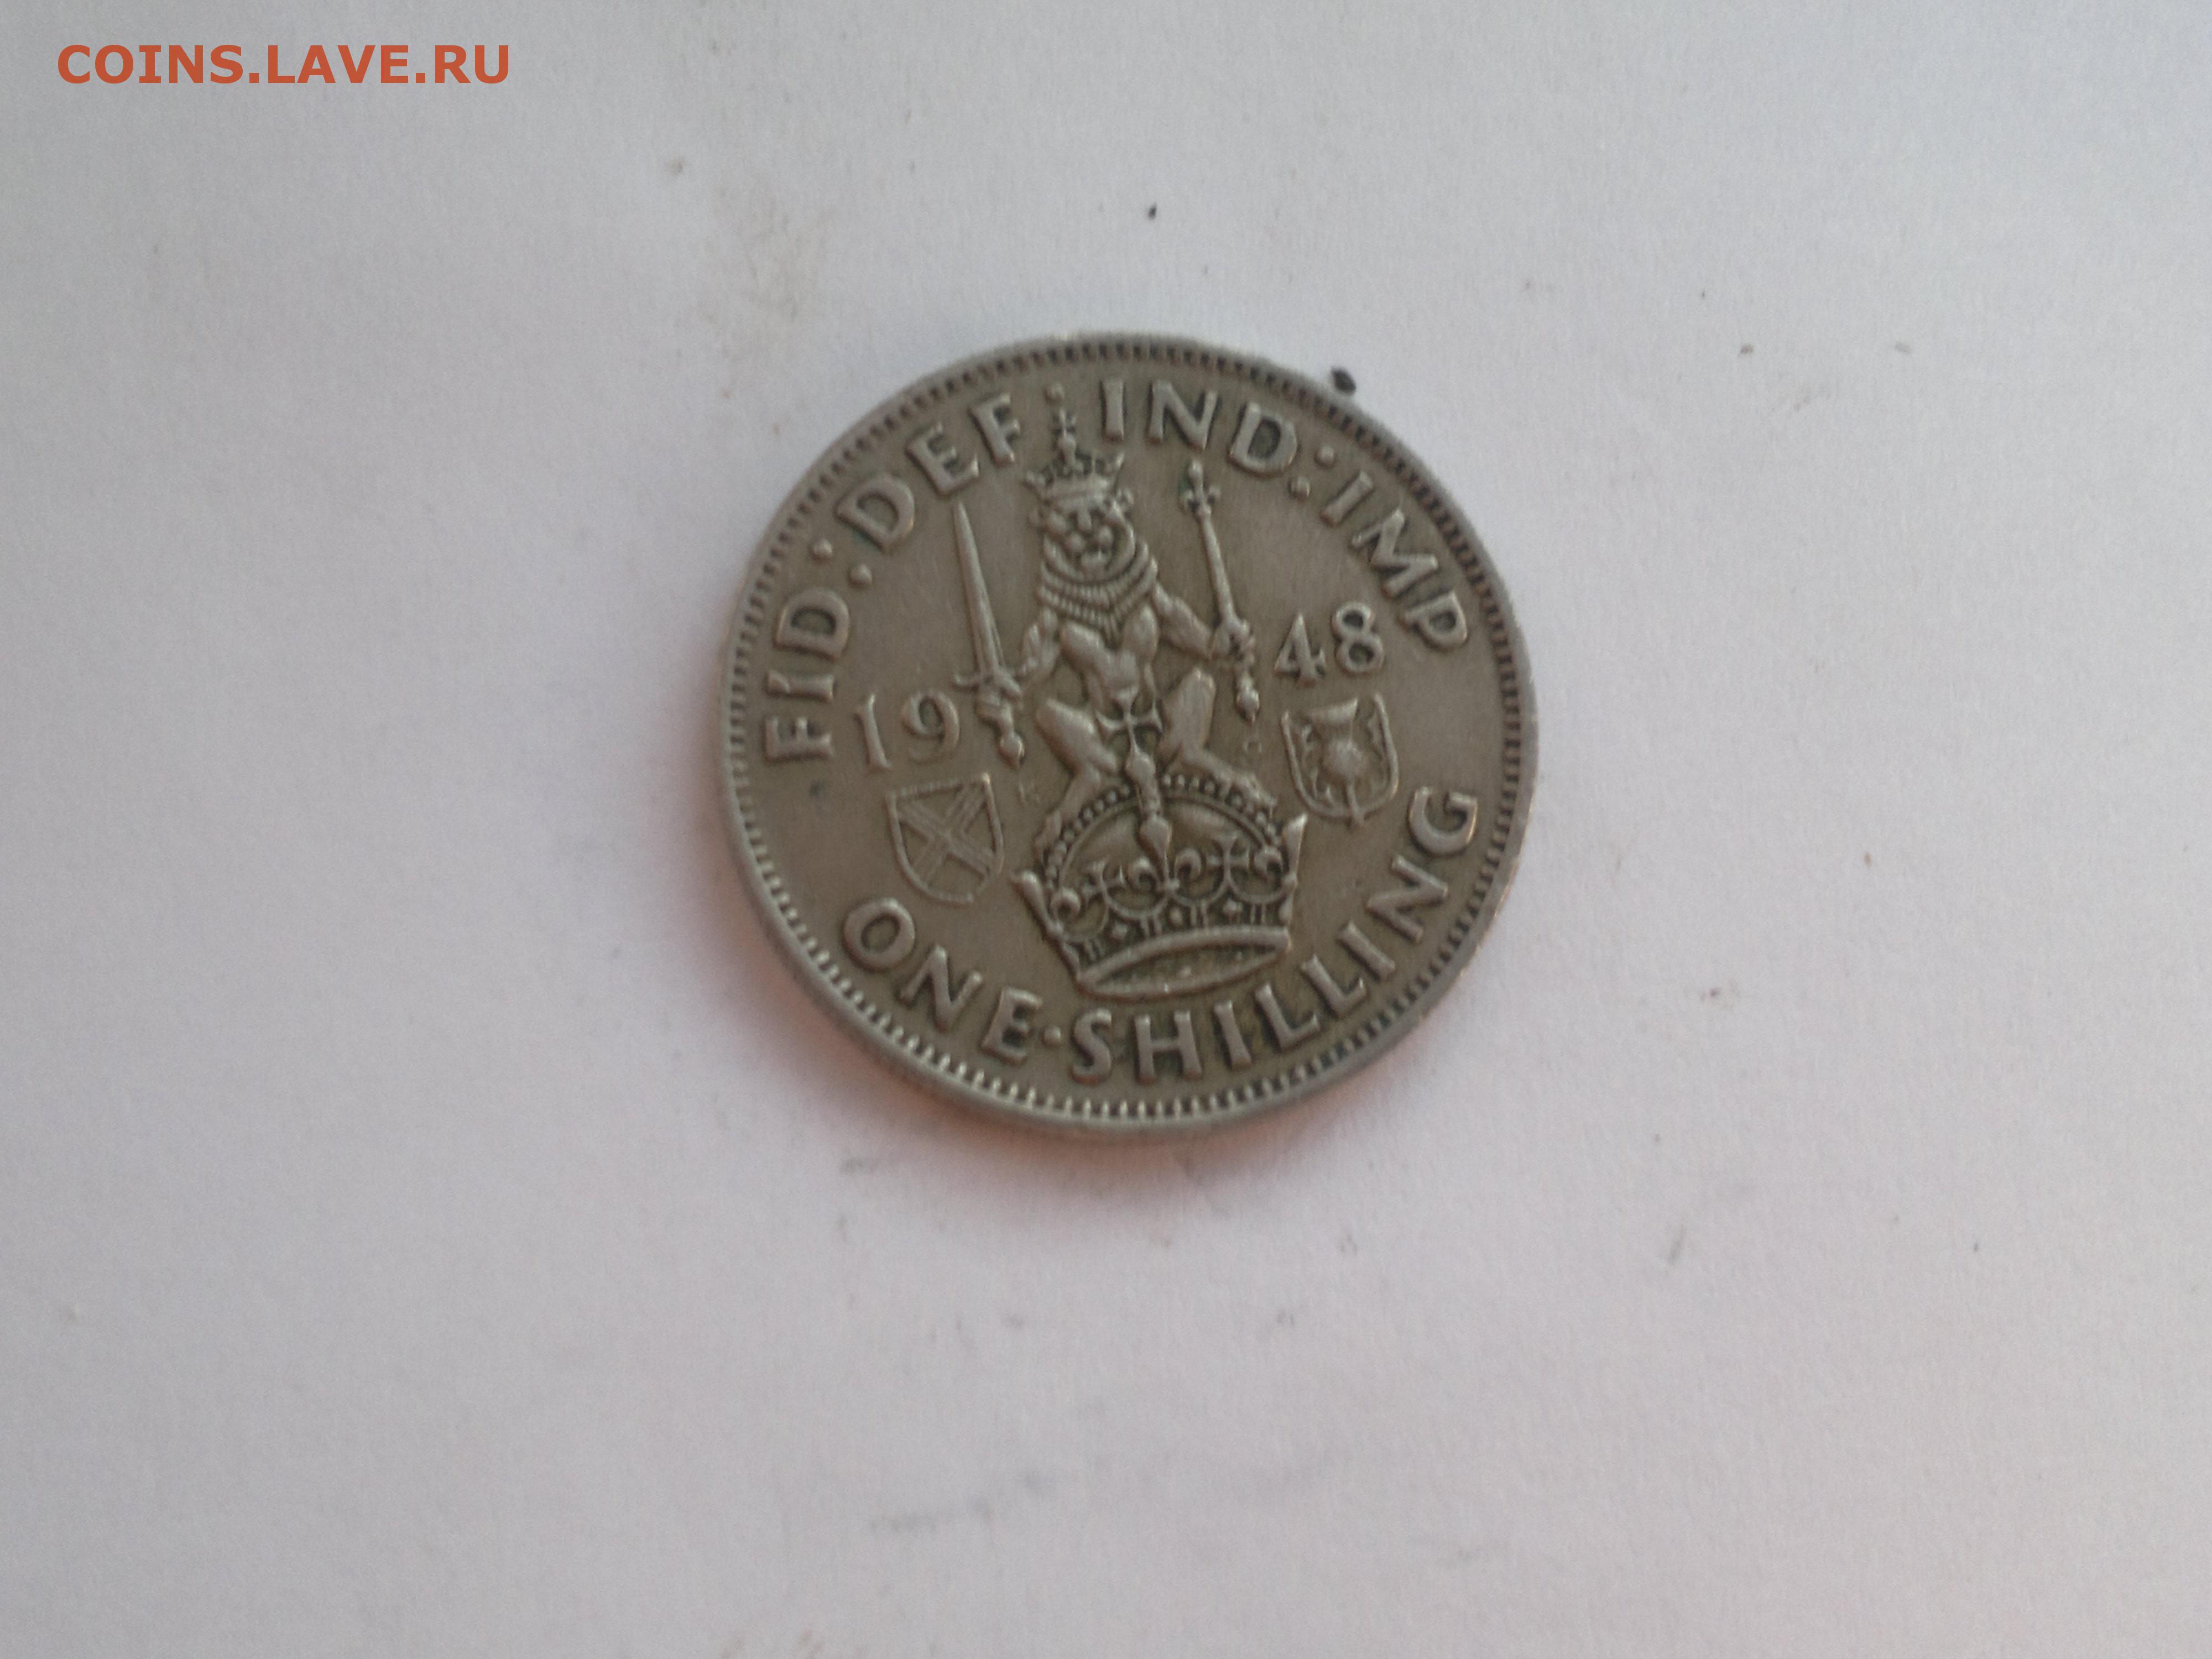 COINS.LAVE.RU
FID:DEF·IND:IMP
19 48
ONE·SHILLING